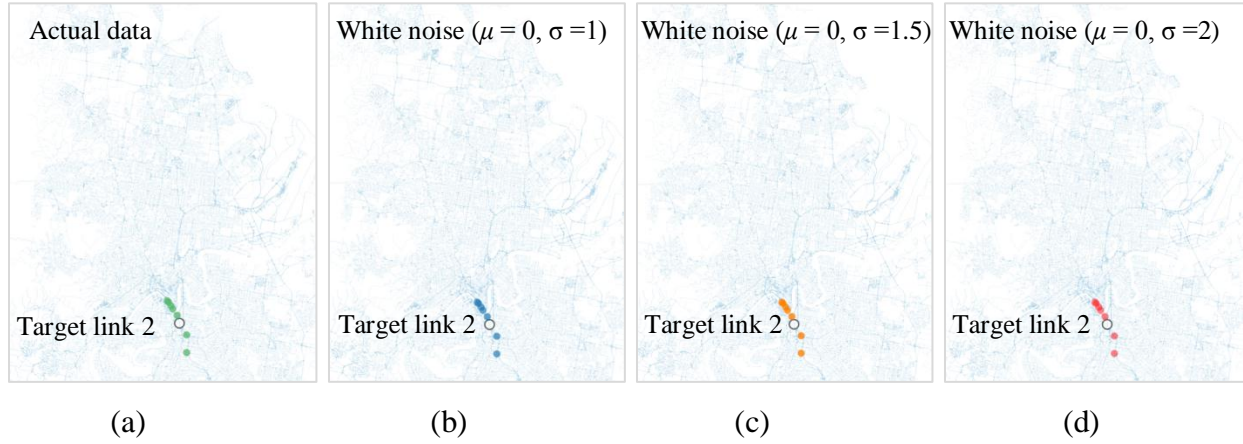 Actual data
White noise (μ = 0, σ =1)
White noise (μ = 0, σ =1.5)
White noise (μ = 0, σ =2)
Target link 2
Target link 2
Target link 2
Target link 2
(a)
(b)
(c)
(d)